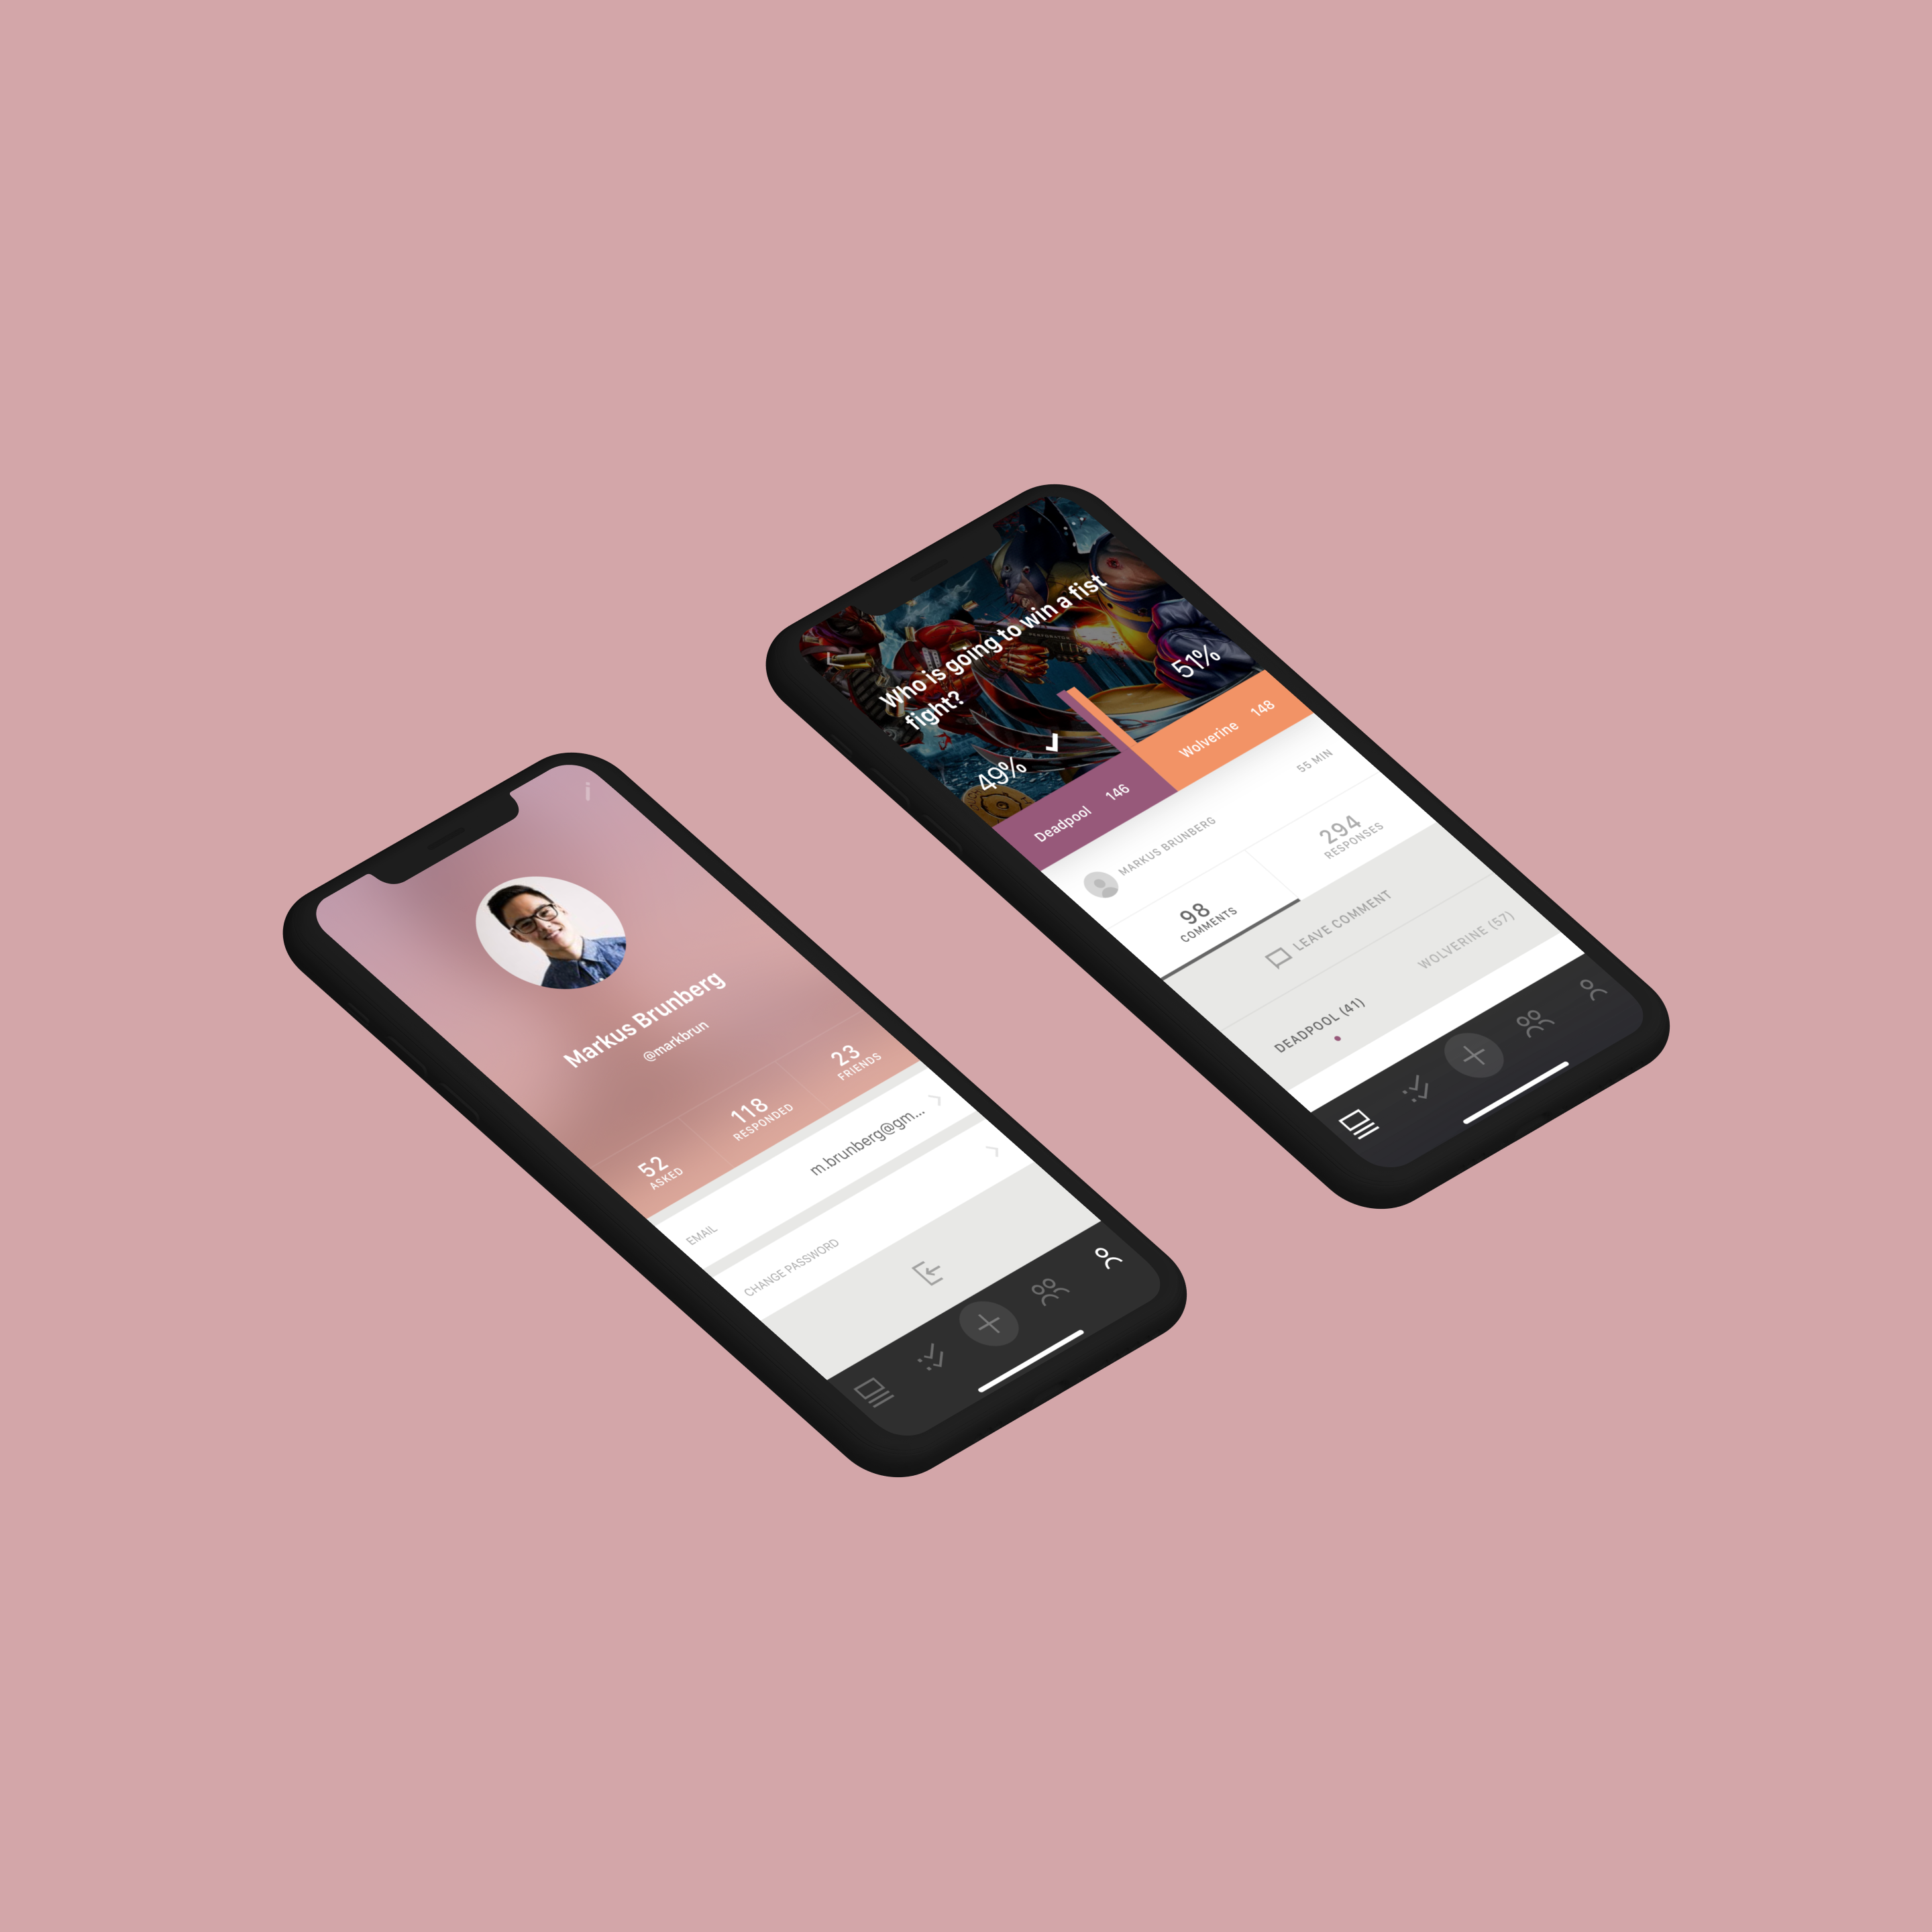 Markus Brunberg
@markbrun
52
ASKED
118
RESPONDED
23
FRIENDS
EMAIL
m.brunberg@gm...
CHANGE PASSWORD
Who is going to win a fist
fight?
49%
51%
Deadpool 146
Wolverine 148
MARKUS BRUNBERG
55 MIN
98
COMMENTS
294
RESPONSES
LEAVE COMMENT
DEADPOOL (41)
WOLVERINE (57)